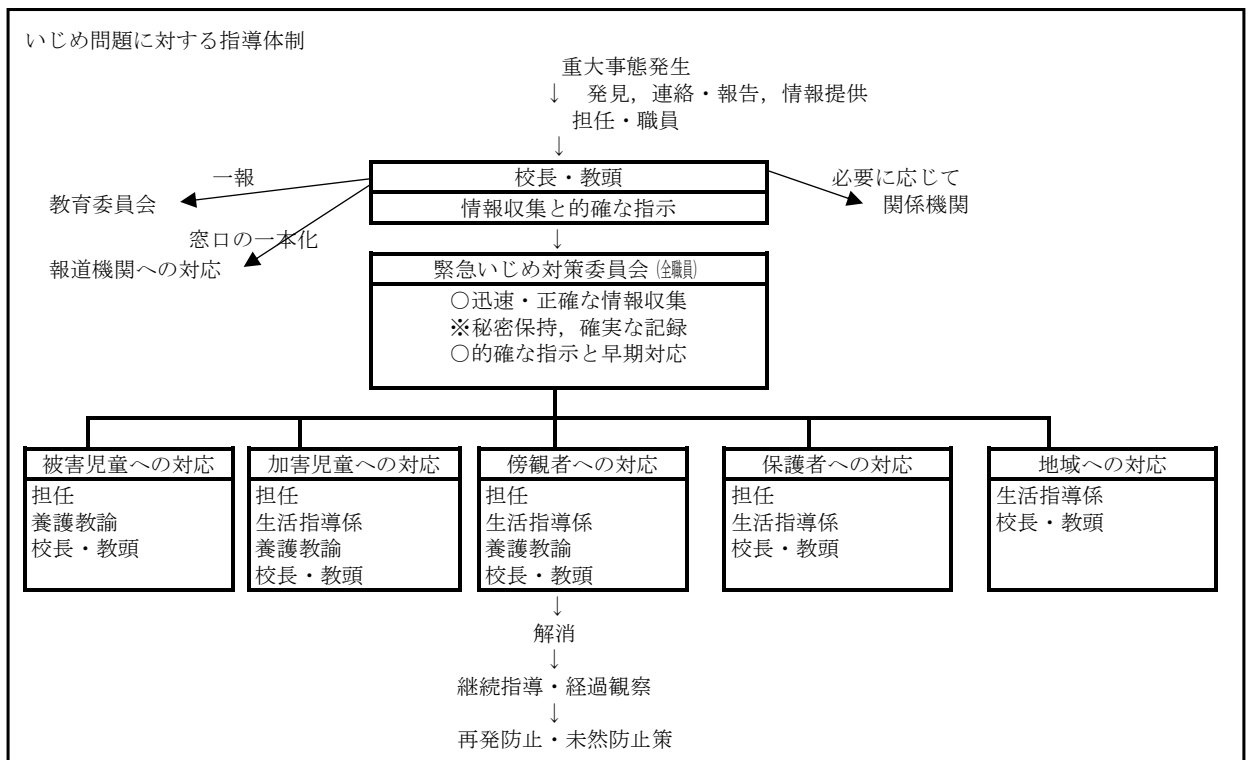 いじめ問題に対する指導体制
重大事態発生
↓ 発見，連絡・報告，情報提供
担任・職員
↓
一報
校長・教頭
必要に応じて
教育委員会
情報収集と的確な指示
関係機関
窓口の一本化
↓
報道機関への対応
緊急いじめ対策委員会（全職員）
○迅速・正確な情報収集
※秘密保持，確実な記録
○的確な指示と早期対応
被害児童への対応
担任
養護教諭
校長・教頭
加害児童への対応
担任
生活指導係
養護教諭
校長・教頭
傍観者への対応
担任
生活指導係
養護教諭
校長・教頭
保護者への対応
担任
生活指導係
校長・教頭
地域への対応
生活指導係
校長・教頭
↓
解消
↓
継続指導・経過観察
↓
再発防止・未然防止策